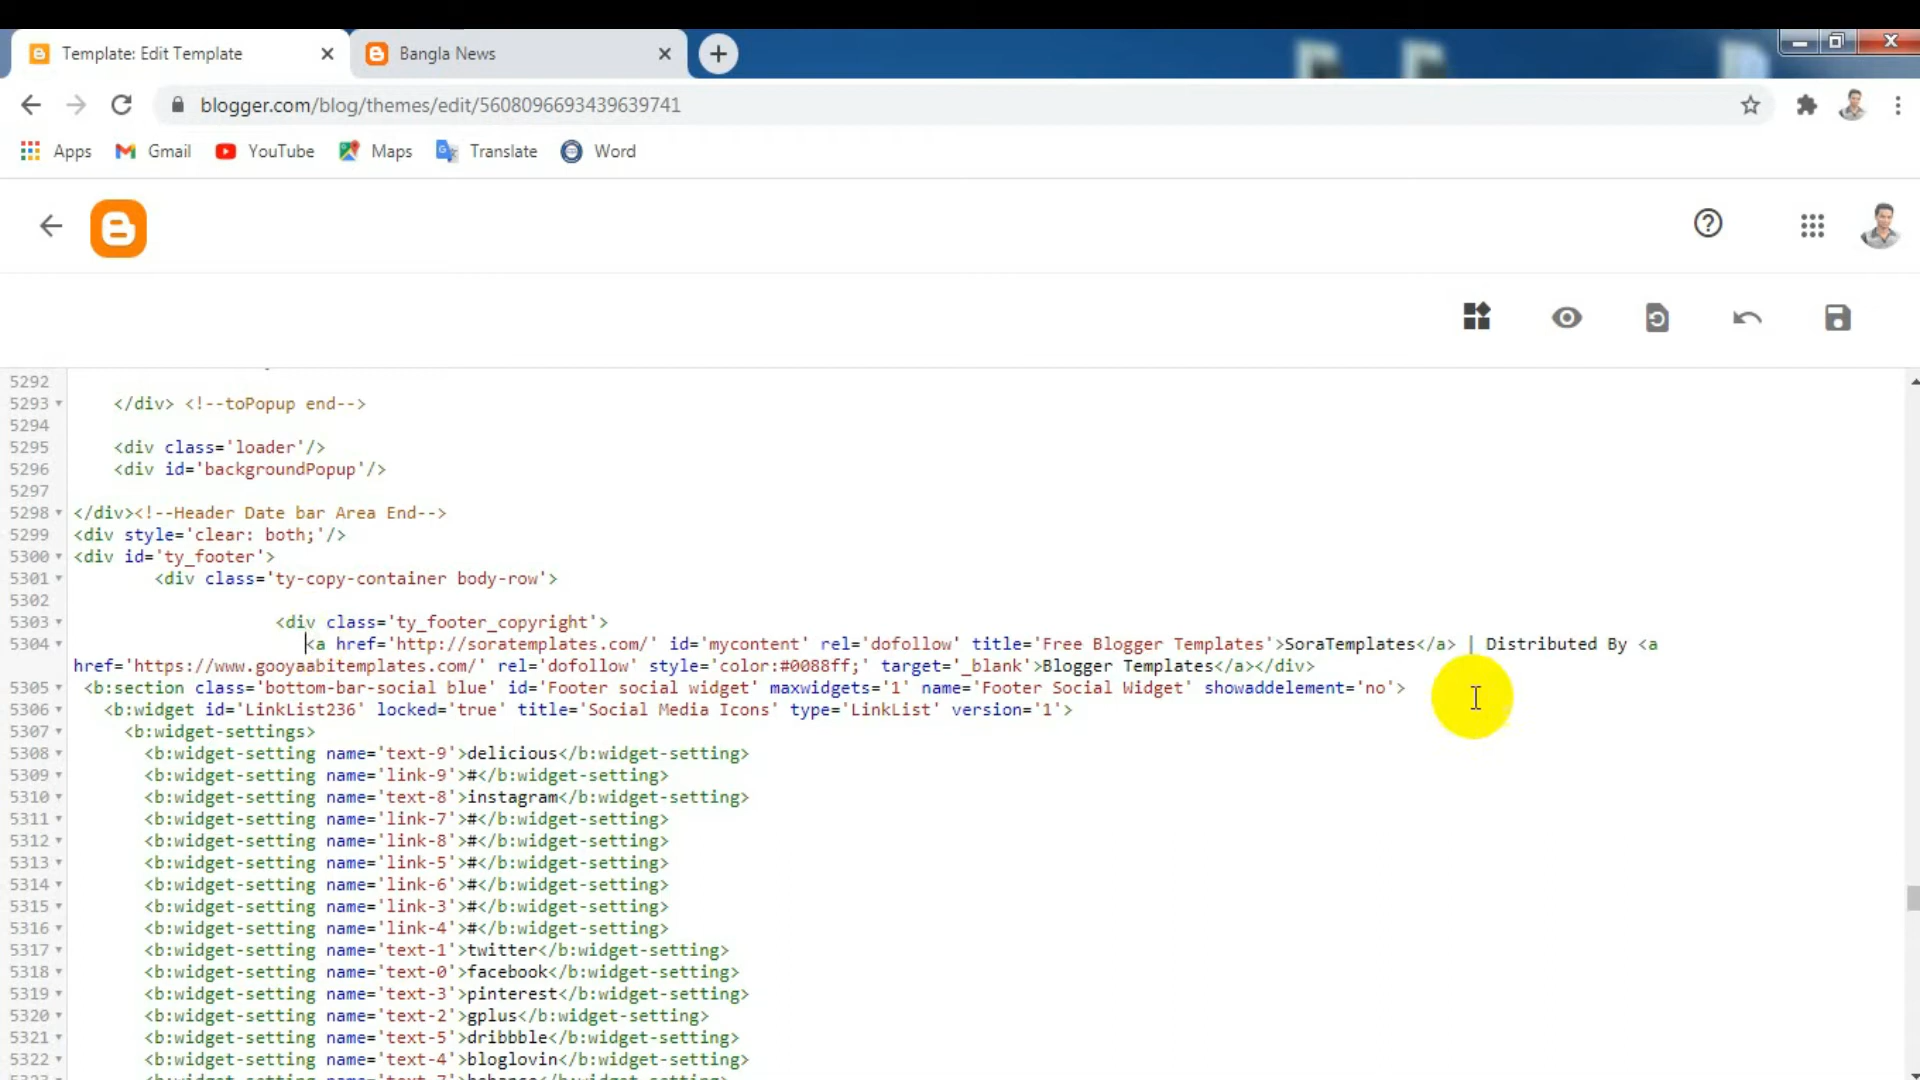 Template: Edit Template
Bangla News
blogger.com/blog/themes/edit/5608096693439639741
Apps
Gmail
YouTube
Maps
Translate
Word
5292
5293 </div> <!--toPopup end-->
5294
5295 <div class='loader'/>
5296 <div id='backgroundPopup'/>
5297
5298 </div><!--Header Date bar Area End-->
5299 <div style='clear: both;'/>
5300 <div id='ty_footer'>
5301 <div class='ty-copy-container body-row'>
5302
5303 <div class='ty_footer_copyright'>
5304 <a href='http://soratemplates.com/' id='mycontent' rel='dofollow' title='Free Blogger Templates'>SoraTemplates</a> | Distributed By <a
href='https://www.gooyaabitemplates.com/' rel='dofollow' style='color:#0088ff;' target='_blank'>Blogger Templates</a></div>
5305 <b:section class='bottom-bar-social blue' id='Footer social widget' maxwidgets='1' name='Footer Social Widget' showaddelement='no'>
5306 <b:widget id='LinkList236' locked='true' title='Social Media Icons' type='LinkList' version='1'>
5307 <b:widget-settings>
5308 <b:widget-setting name='text-9'>delicious</b:widget-setting>
5309 <b:widget-setting name='link-9'>#</b:widget-setting>
5310 <b:widget-setting name='text-8'>instagram</b:widget-setting>
5311 <b:widget-setting name='link-7'>#</b:widget-setting>
5312 <b:widget-setting name='link-8'>#</b:widget-setting>
5313 <b:widget-setting name='link-5'>#</b:widget-setting>
5314 <b:widget-setting name='link-6'>#</b:widget-setting>
5315 <b:widget-setting name='link-3'>#</b:widget-setting>
5316 <b:widget-setting name='link-4'>#</b:widget-setting>
5317 <b:widget-setting name='text-1'>twitter</b:widget-setting>
5318 <b:widget-setting name='text-0'>facebook</b:widget-setting>
5319 <b:widget-setting name='text-3'>pinterest</b:widget-setting>
5320 <b:widget-setting name='text-2'>gplus</b:widget-setting>
5321 <b:widget-setting name='text-5'>dribbble</b:widget-setting>
5322 <b:widget-setting name='text-4'>bloglovin</b:widget-setting>